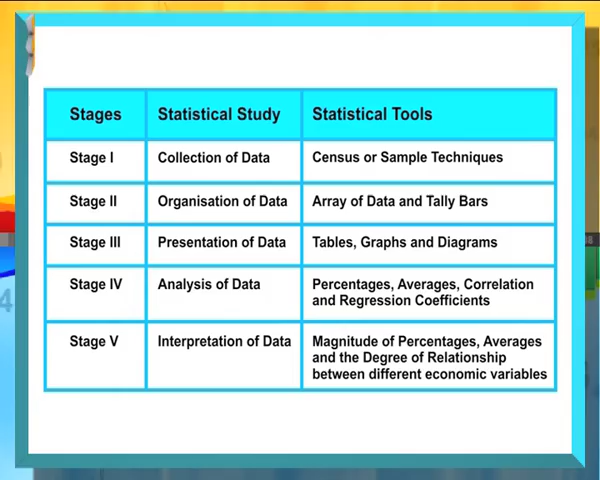 Stages Statistical Study Statistical Tools
Stage I Collection of Data Census or Sample Techniques
Stage II Organisation of Data Array of Data and Tally Bars
Stage III Presentation of Data Tables, Graphs and Diagrams
Stage IV Analysis of Data Percentages, Averages, Correlation
and Regression Coefficients
Stage V Interpretation of Data Magnitude of Percentages, Averages
and the Degree of Relationship
between different economic variables